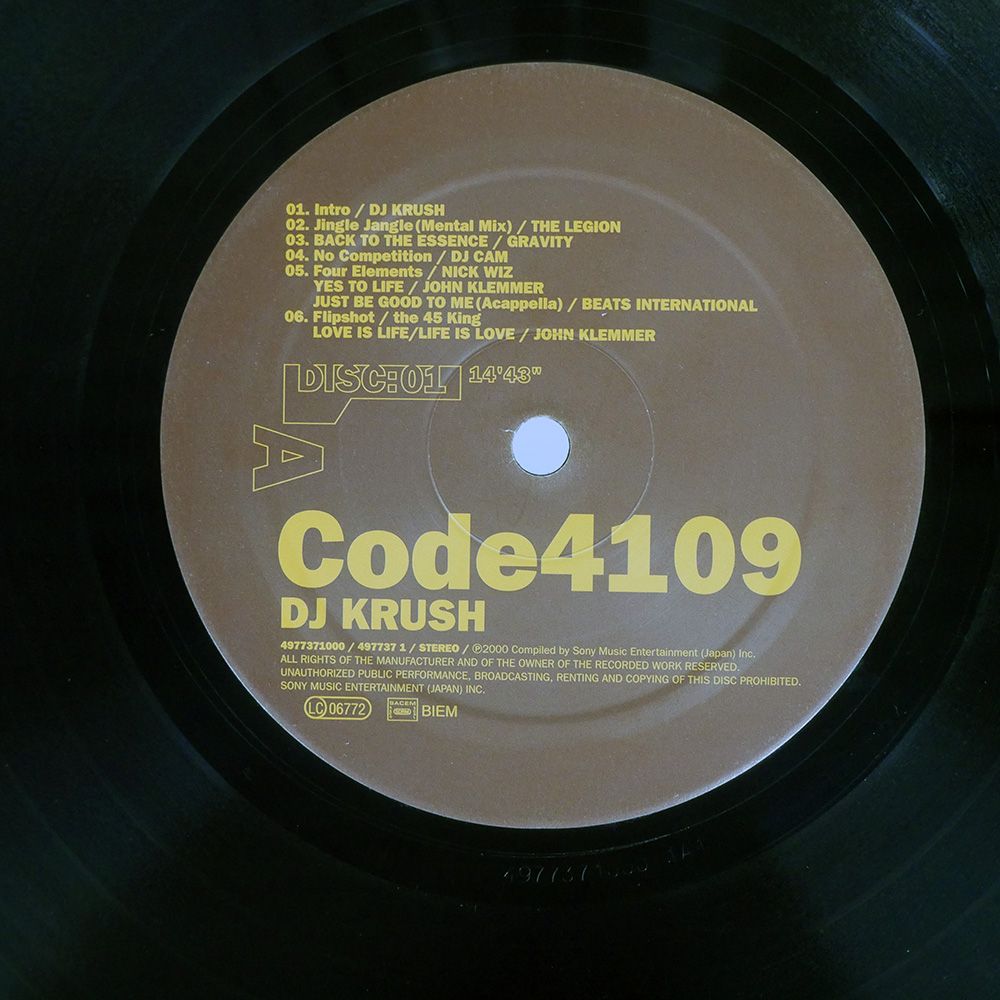 01. Intro / DJ KRUSH
02. Jingle Jangle (Mental Mix) / THE LEGION
03. BACK TO THE ESSENCE / GRAVITY
04. No Competition / DJ CAM
05. Four Elements / NICK WIZ
YES TO LIFE / JOHN KLEMMER
JUST BE GOOD TO ME (Acappella) / BEATS INTERNATIONAL
06. Flipshot / the 45 King
LOVE IS LIFE/LIFE IS LOVE / JOHN KLEMMER
DISC:01 14'43"
A
Code4109
DJ KRUSH
4977371000 / 497737 1 / STEREO / ℗2000 Compiled by Sony Music Entertainment (Japan) Inc.
ALL RIGHTS OF THE MANUFACTURER AND OF THE OWNER OF THE RECORDED WORK RESERVED.
UNAUTHORIZED PUBLIC PERFORMANCE, BROADCASTING, RENTING AND COPYING OF THIS DISC PROHIBITED.
SONY MUSIC ENTERTAINMENT (JAPAN) INC.
LC 06772 SACEM BIEM